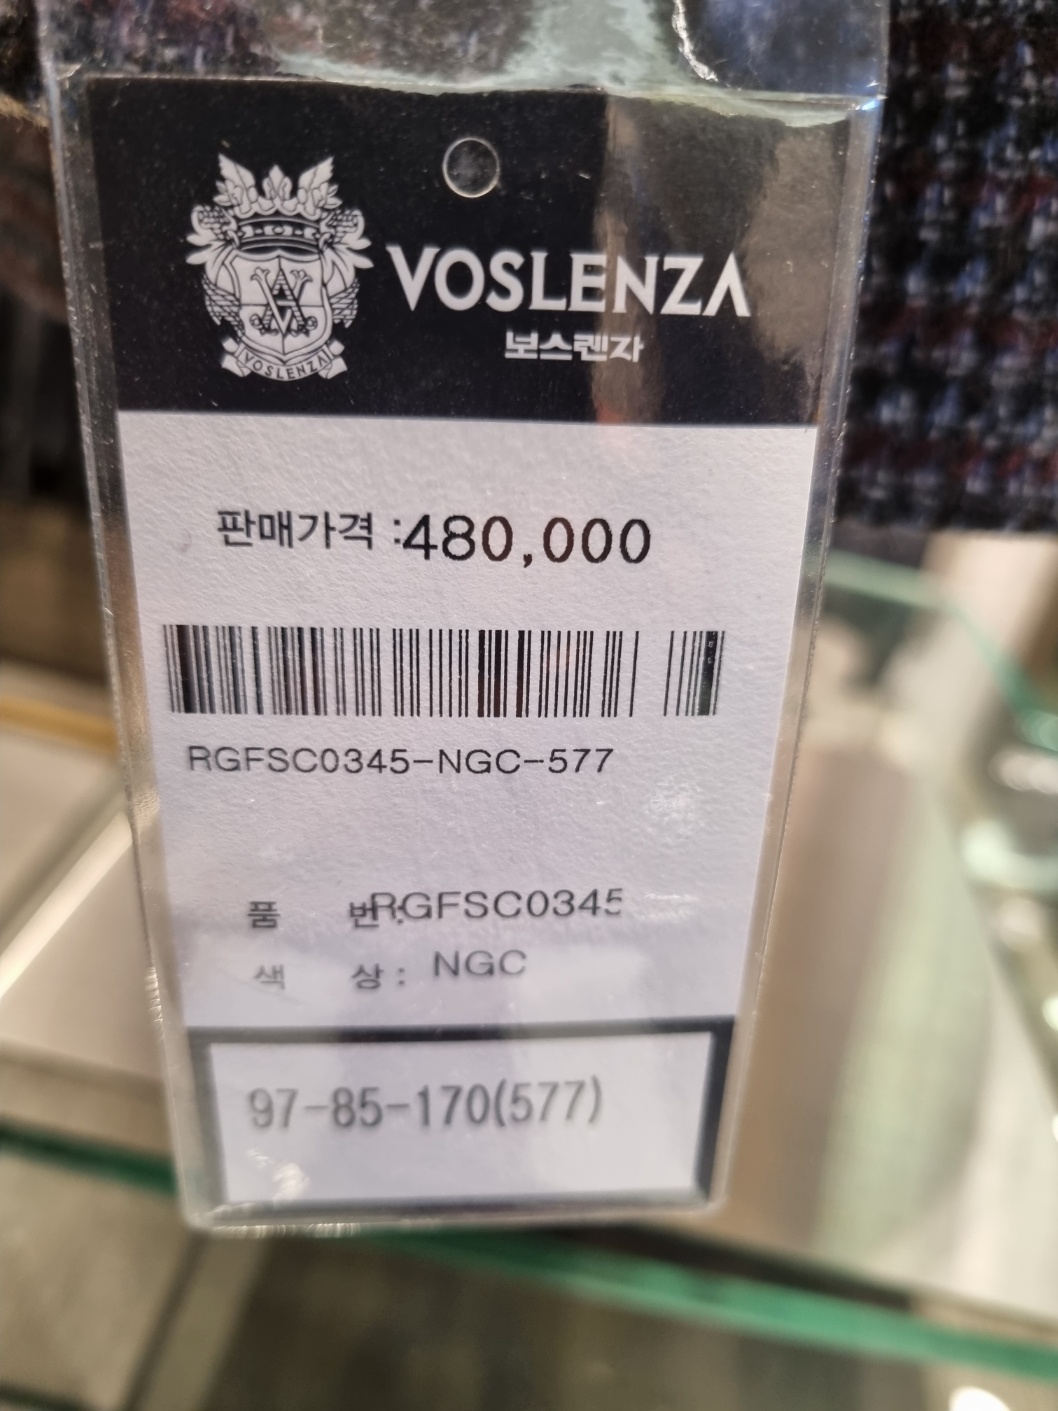 VOSLENZA
VOSLENZA
보스렌자
판매가격 :480,000
RGFSC0345-NGC-577
품 번:RGFSC0345
색 상: NGC
97-85-170(577)